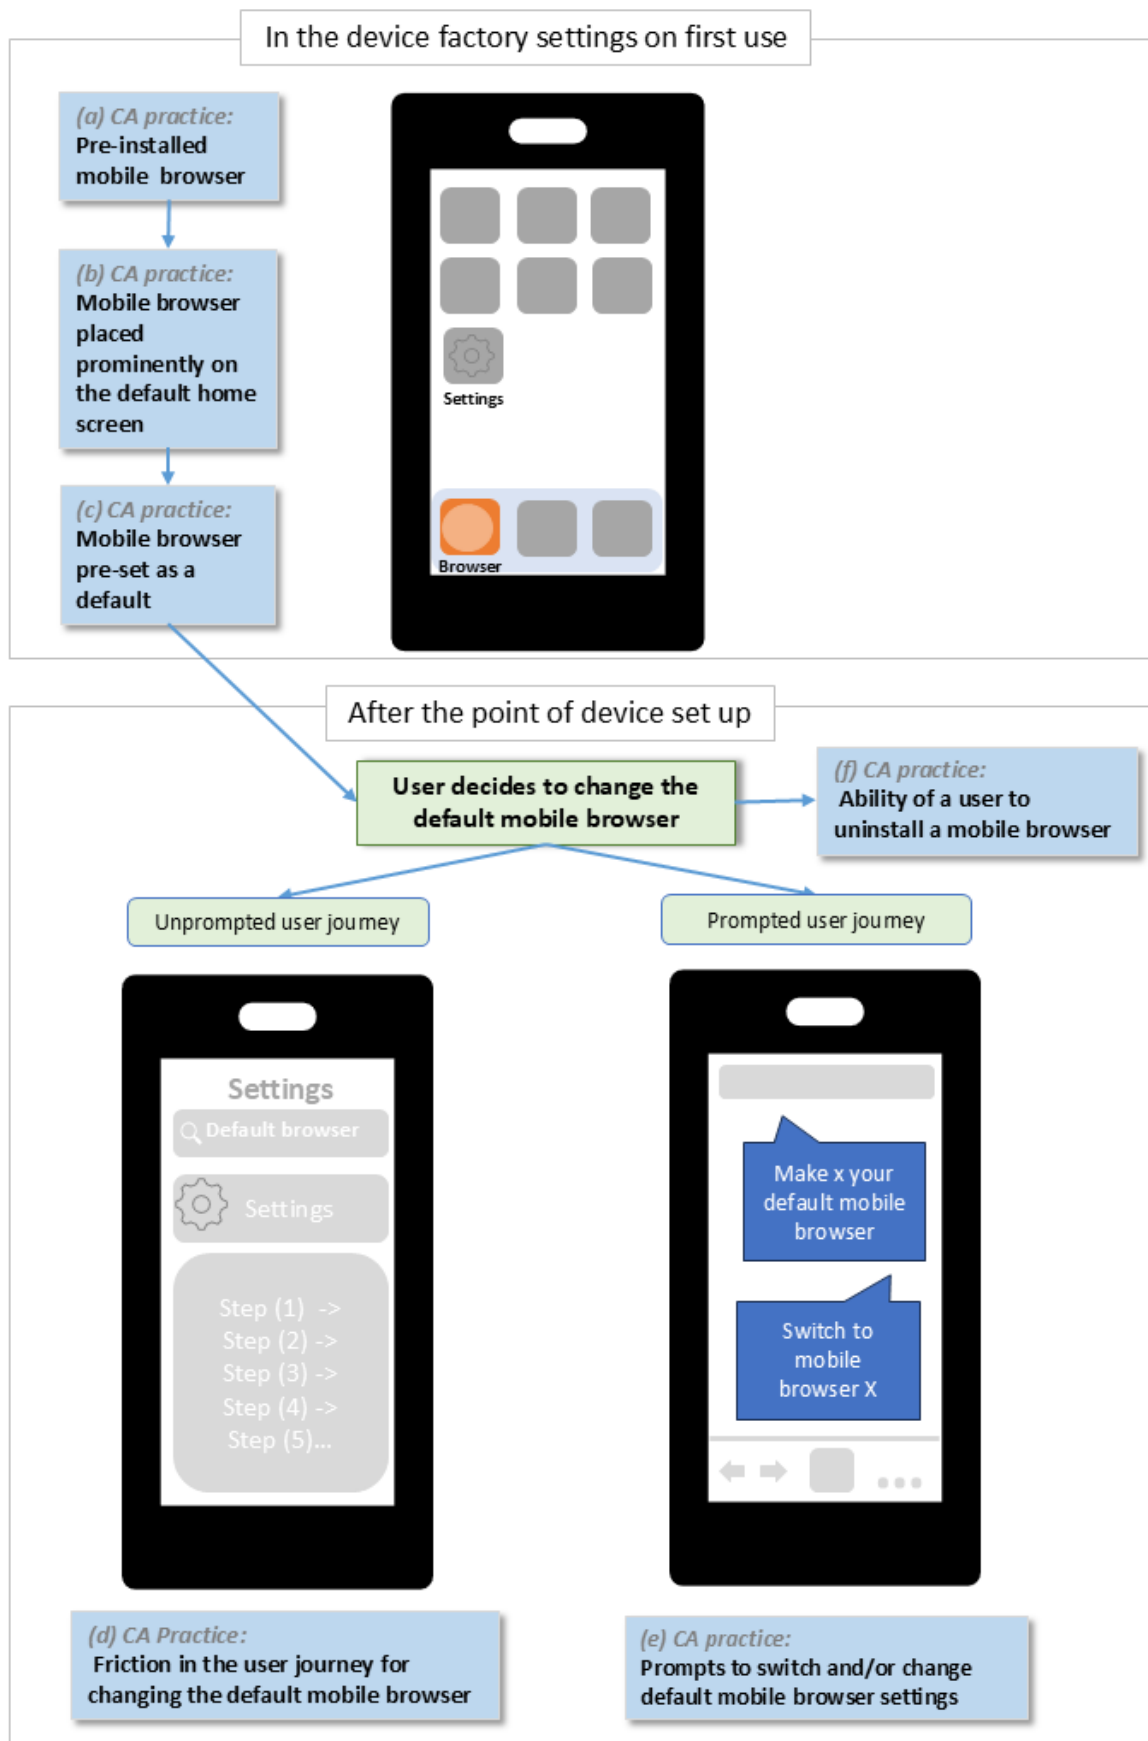 In the device factory settings on first use
(a) CA practice:
Pre-installed
mobile browser
(b) CA practice:
Mobile browser
placed
prominently on
the default home
screen
(c) CA practice:
Mobile browser
pre-set as a
default
Settings
Browser
After the point of device set up
User decides to change the
default mobile browser
(f) CA practice:
Ability of a user to
uninstall a mobile browser
Unprompted user journey
Prompted user journey
Settings
Default browser
Settings
Step (1) ->
Step (2) ->
Step (3) ->
Step (4) ->
Step (5)...
Make x your
default mobile
browser
Switch to
mobile
browser X
(d) CA Practice:
Friction in the user journey for
changing the default mobile browser
(e) CA practice:
Prompts to switch and/or change
default mobile browser settings